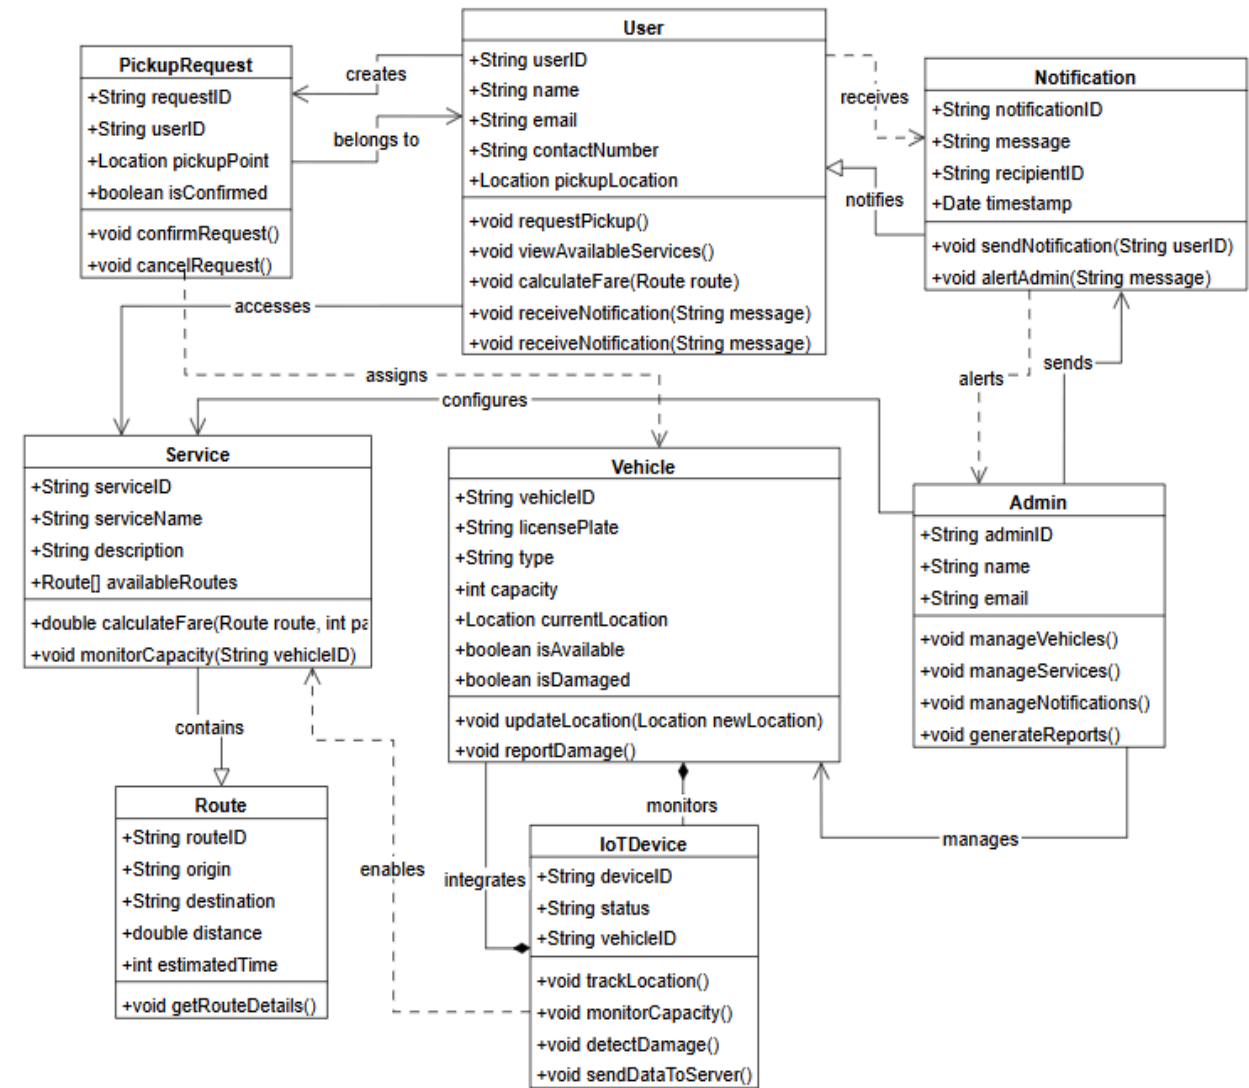 PickupRequest
+String requestID
+String userID
+Location pickupPoint
+boolean isConfirmed
+void confirmRequest()
+void cancelRequest()
creates
belongs to
User
+String userID
+String name
+String email
+String contactNumber
+Location pickupLocation
+void requestPickup()
+void viewAvailableServices()
+void calculateFare(Route route)
+void receiveNotification(String message)
+void receiveNotification(String message)
receives
notifies
Notification
+String notificationID
+String message
+String recipientID
+Date timestamp
+void sendNotification(String userID)
+void alertAdmin(String message)
accesses
assigns
configures
alerts
sends
Service
+String serviceID
+String serviceName
+String description
+Route[] availableRoutes
+double calculateFare(Route route, int pa
+void monitorCapacity(String vehicleID)
Vehicle
+String vehicleID
+String licensePlate
+String type
+int capacity
+Location currentLocation
+boolean isAvailable
+boolean isDamaged
+void updateLocation(Location newLocation)
+void reportDamage()
Admin
+String adminID
+String name
+String email
+void manageVehicles()
+void manageServices()
+void manageNotifications()
+void generateReports()
contains
monitors
manages
enables
integrates
Route
+String routeID
+String origin
+String destination
+double distance
+int estimatedTime
+void getRouteDetails()
IoTDevice
+String deviceID
+String status
+String vehicleID
+void trackLocation()
+void monitorCapacity()
+void detectDamage()
+void sendDataToServer()